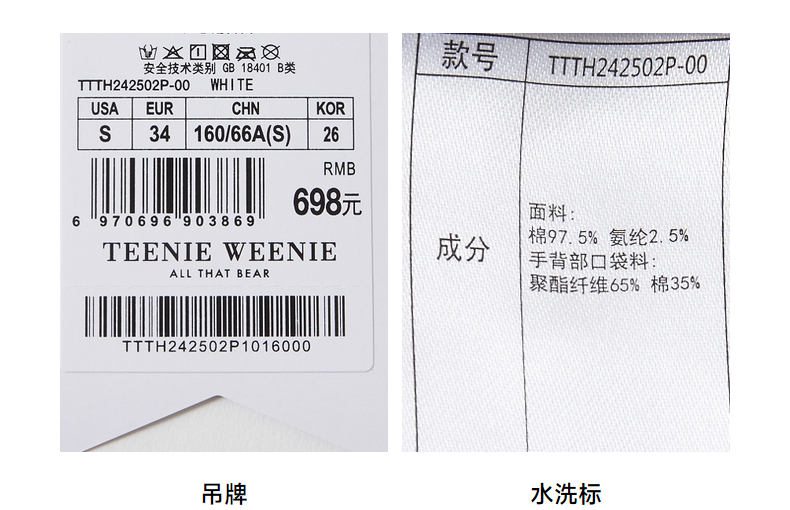 安全技术类别 GB 18401 B类
TTTH242502P-00 WHITE
USA EUR CHN KOR
S 34 160/66A(S) 26
RMB
698元
6 970696 903869
TEENIE WEENIE
ALL THAT BEAR
TTTH242502P1016000
吊牌
款号 TTTH242502P-00
成分
面料:
棉97.5% 氨纶2.5%
手背部口袋料:
聚酯纤维65% 棉35%
水洗标